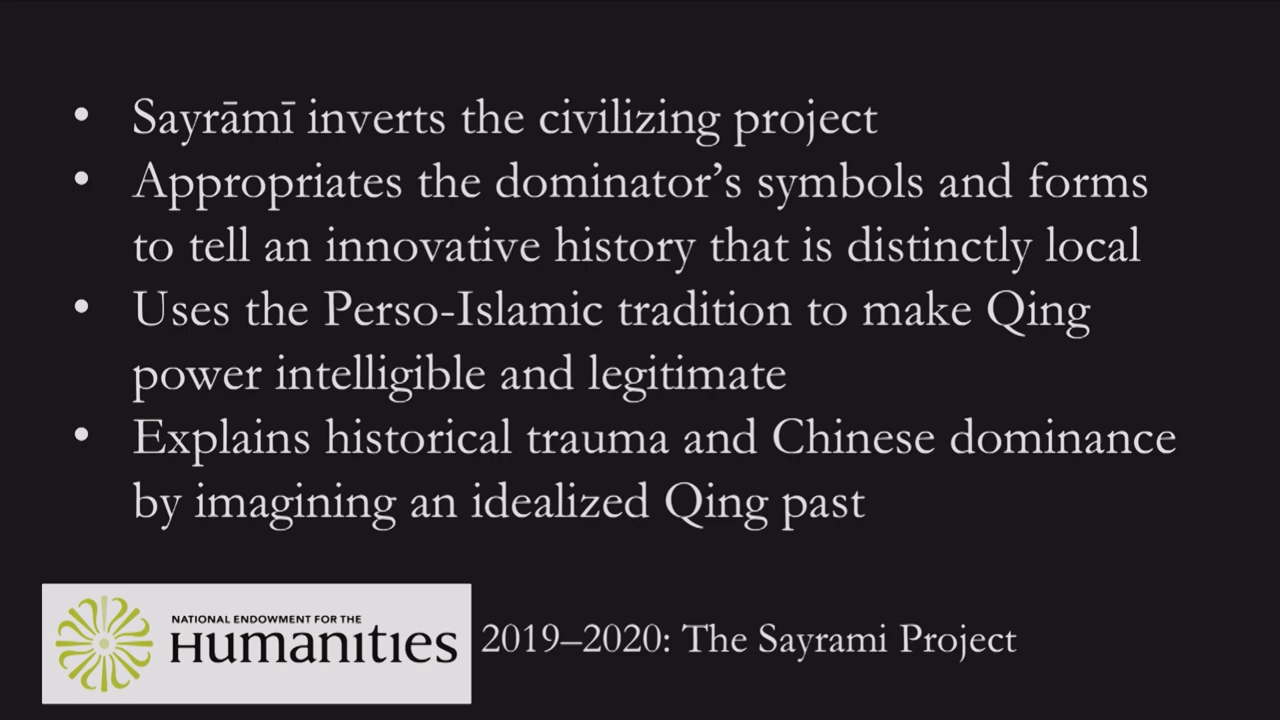 • Sayrāmī inverts the civilizing project
• Appropriates the dominator’s symbols and forms
to tell an innovative history that is distinctly local
• Uses the Perso-Islamic tradition to make Qing
power intelligible and legitimate
• Explains historical trauma and Chinese dominance
by imagining an idealized Qing past
NATIONAL ENDOWMENT FOR THE
Humanities
2019–2020: The Sayrami Project